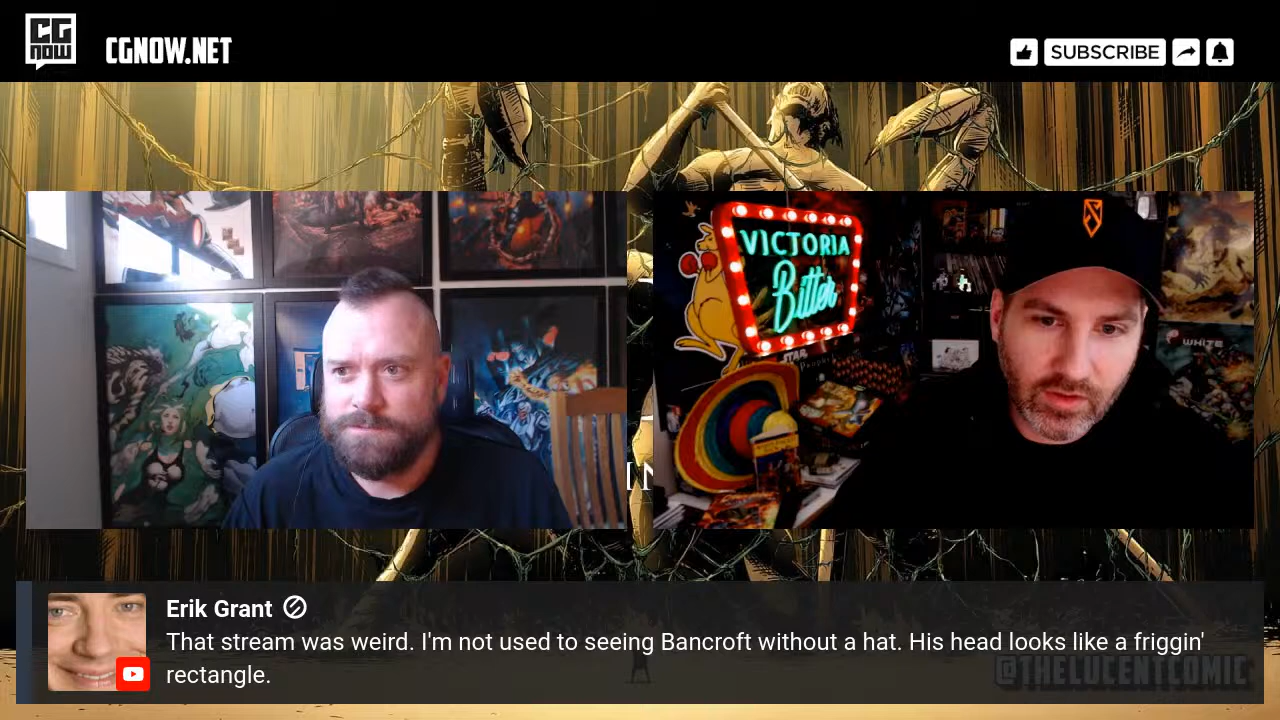 CG
NOW
CGNOW.NET
SUBSCRIBE
VICTORIA
Bitter
STAR
WHITE
Erik Grant
That stream was weird. I'm not used to seeing Bancroft without a hat. His head looks like a friggin'
rectangle.
@THELUCENTCOMIC